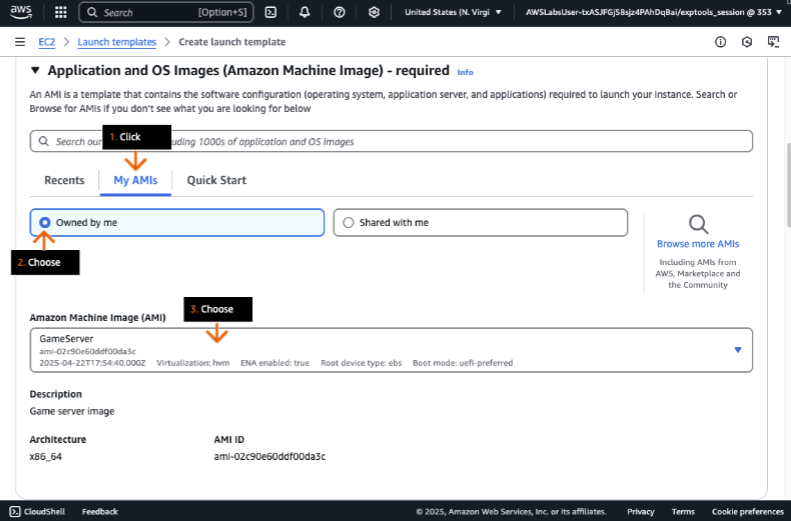 aws
Search [Option+S]
United States (N. Virgi
AWSLabsUser-txASJFGjS8sjz4PAhDqBai/exptools_session @ 353
EC2 > Launch templates > Create launch template
Application and OS Images (Amazon Machine Image) - required Info
An AMI is a template that contains the software configuration (operating system, application server, and applications) required to launch your instance. Search or
Browse for AMIs if you don't see what you are looking for below
1. Click
Search our uding 1000s of application and OS images
Recents
My AMIs
Quick Start
Owned by me
Shared with me
Browse more AMIs
Including AMIs from
AWS, Marketplace and
the Community
2. Choose
3. Choose
Amazon Machine Image (AMI)
GameServer
ami-02c90e60ddf00da3c
2025-04-22T17:54:40.000Z Virtualization: hvm ENA enabled: true Root device type: ebs Boot mode: uefi-preferred
Description
Game server image
Architecture
x86_64
AMI ID
ami-02c90e60ddf00da3c
CloudShell Feedback
© 2025, Amazon Web Services, Inc. or its affiliates. Privacy Terms Cookie preferences